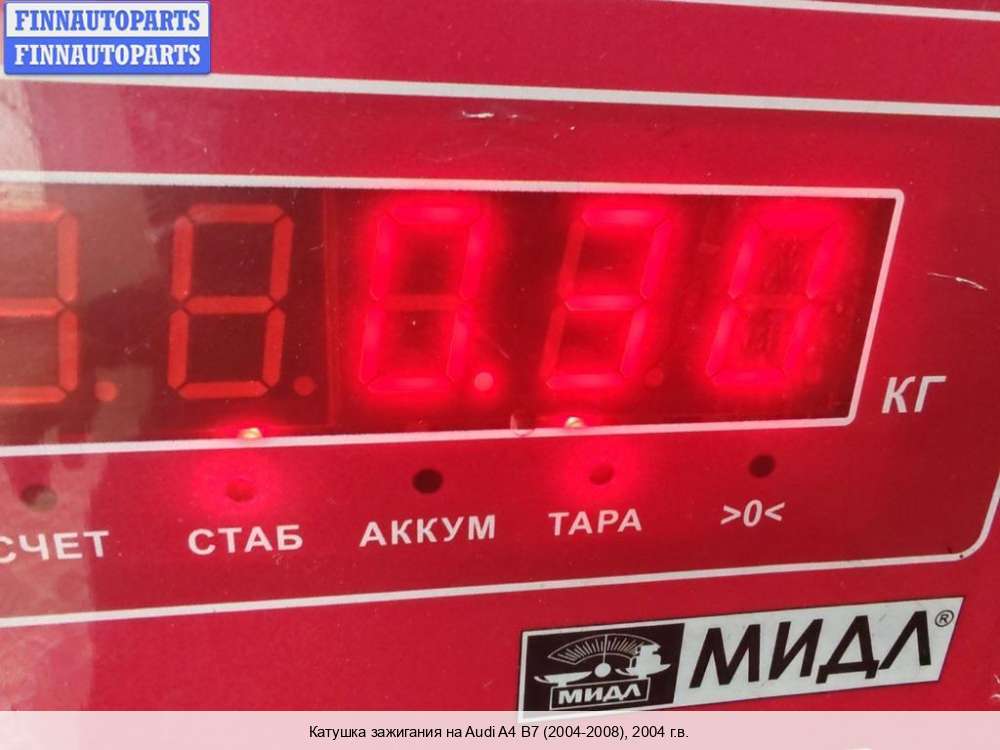 FINNAUTOPARTS
FINNAUTOPARTS
0.30
КГ
СЧЕТ СТАБ АККУМ ТАРА >0<
МИДЛ МИДЛ®
Катушка зажигания на Audi A4 B7 (2004-2008), 2004 г.в.